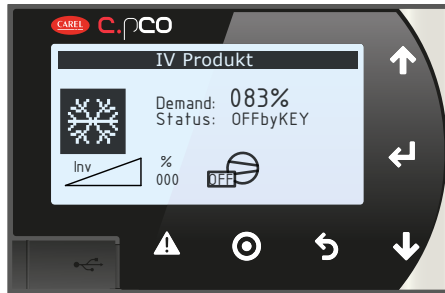 CAREL c.pCO
IV Produkt
Demand: 083%
Status: OFFbyKEY
Inv % 
000 OFF